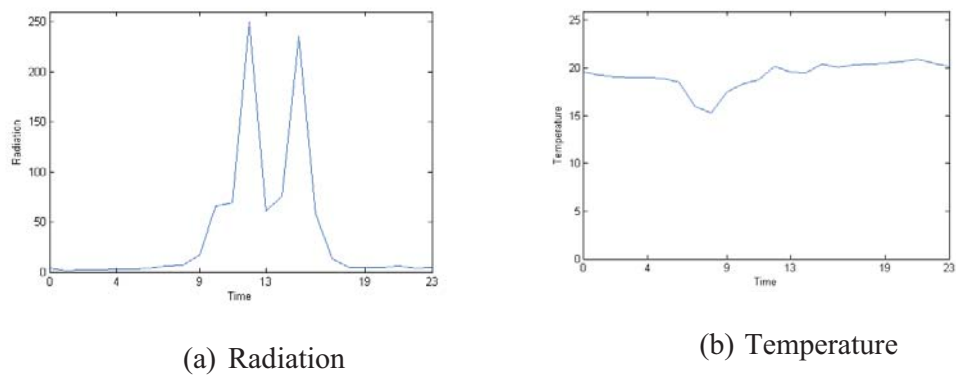 250
200
150
100
50
0
Radiation
0 4 9 13 19 23
Time
(a) Radiation
25
20
15
10
5
0
Temperature
0 4 9 13 19 23
Time
(b) Temperature